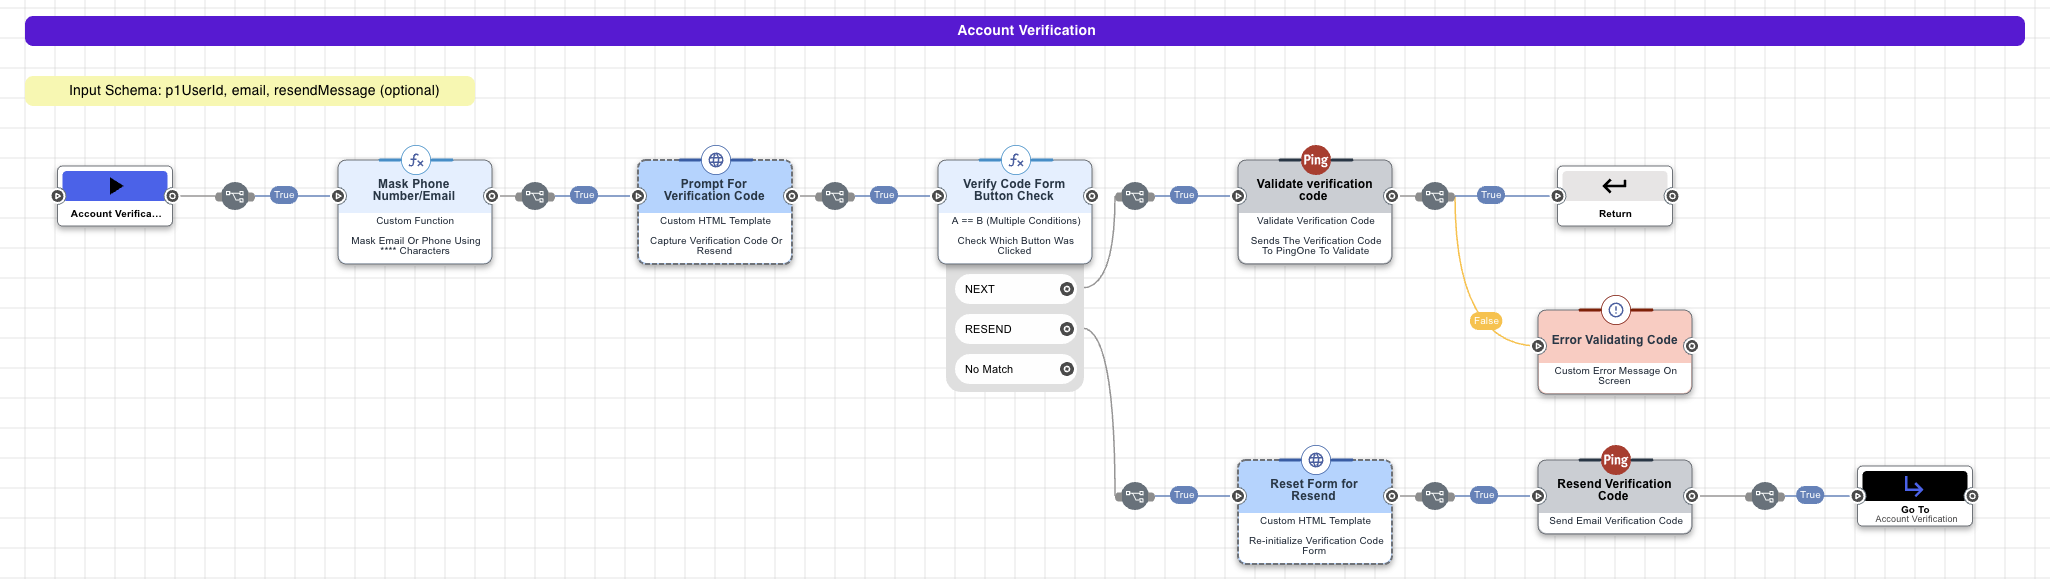 Account Verification
Input Schema: p1UserId, email, resendMessage (optional)
Account Verifica...
True
Mask Phone
Number/Email
Custom Function
Mask Email Or Phone Using
**** Characters
True
Prompt For
Verification Code
Custom HTML Template
Capture Verification Code Or
Resend
True
Verify Code Form
Button Check
A == B (Multiple Conditions)
Check Which Button Was
Clicked
NEXT
RESEND
No Match
True
Ping
Validate verification
code
Validate Verification Code
Sends The Verification Code
To PingOne To Validate
True
Return
False
Error Validating Code
Custom Error Message On
Screen
True
Reset Form for
Resend
Custom HTML Template
Re-initialize Verification Code
Form
True
Ping
Resend Verification
Code
Send Email Verification Code
True
Go To
Account Verification